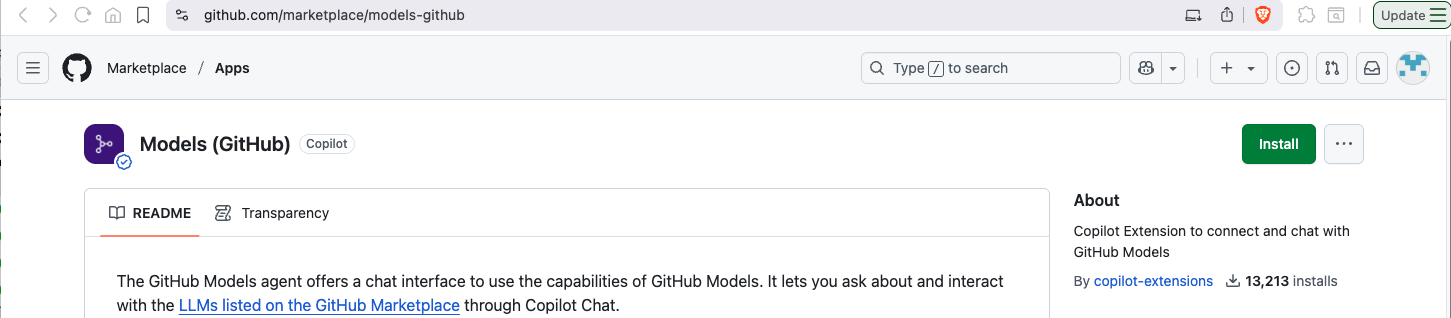 github.com/marketplace/models-github
Update
Marketplace / Apps
Type / to search
Models (GitHub) Copilot
Install
README Transparency
The GitHub Models agent offers a chat interface to use the capabilities of GitHub Models. It lets you ask about and interact
with the LLMs listed on the GitHub Marketplace through Copilot Chat.
About
Copilot Extension to connect and chat with
GitHub Models
By copilot-extensions 13,213 installs